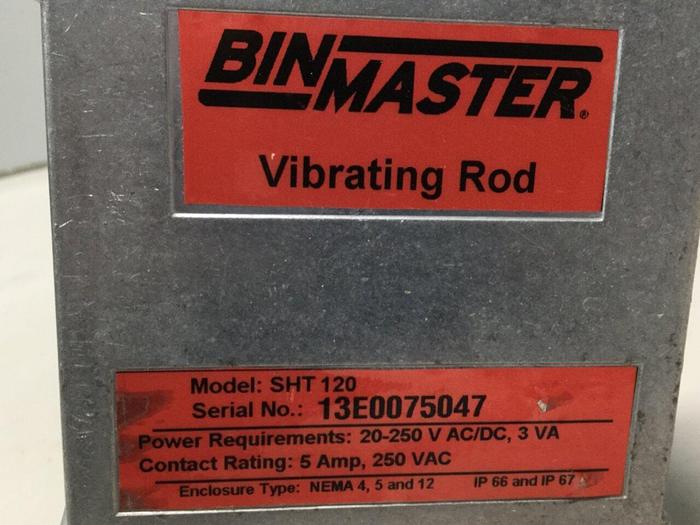 BINMASTER®
Vibrating Rod
Model: SHT 120
Serial No.: 13E0075047
Power Requirements: 20-250 V AC/DC, 3 VA
Contact Rating: 5 Amp, 250 VAC
Enclosure Type: NEMA 4, 5 and 12 IP 66 and IP 67